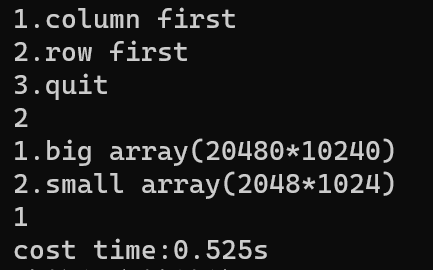 1.column first
2.row first
3.quit
2
1.big array(20480*10240)
2.small array(2048*1024)
1
cost time:0.525s